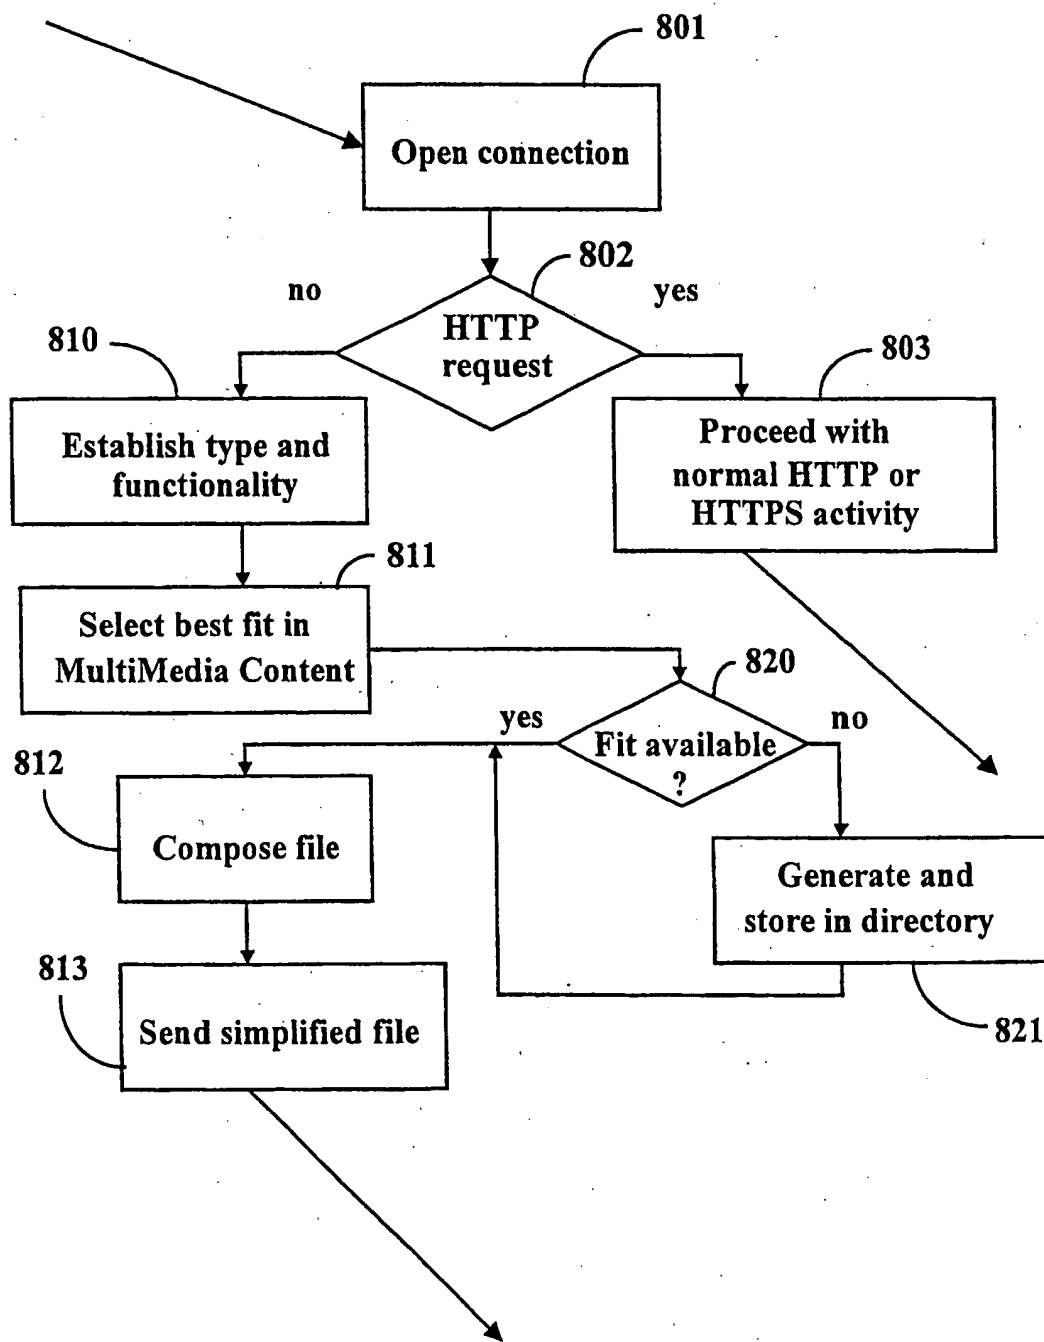 801
Open connection
802
no
yes
HTTP
request
810
803
Establish type and
functionality
Proceed with
normal HTTP or
HTTPS activity
811
Select best fit in
MultiMedia Content
820
yes
no
Fit available
?
812
Compose file
Generate and
store in directory
813
Send simplified file
821